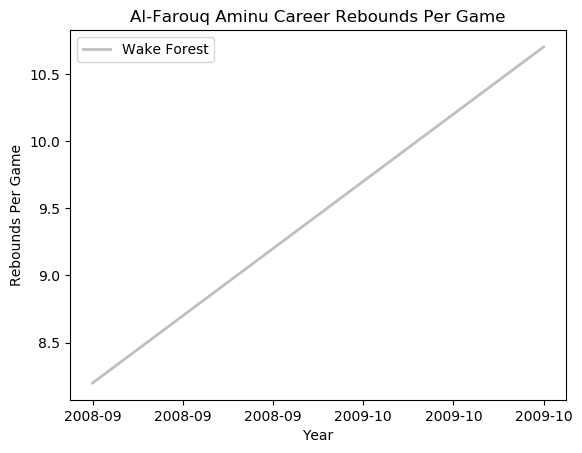 Al-Farouq Aminu Career Rebounds Per Game
Wake Forest
Rebounds Per Game
10.5
10.0
9.5
9.0
8.5
2008-09 2008-09 2008-09 2009-10 2009-10 2009-10
Year